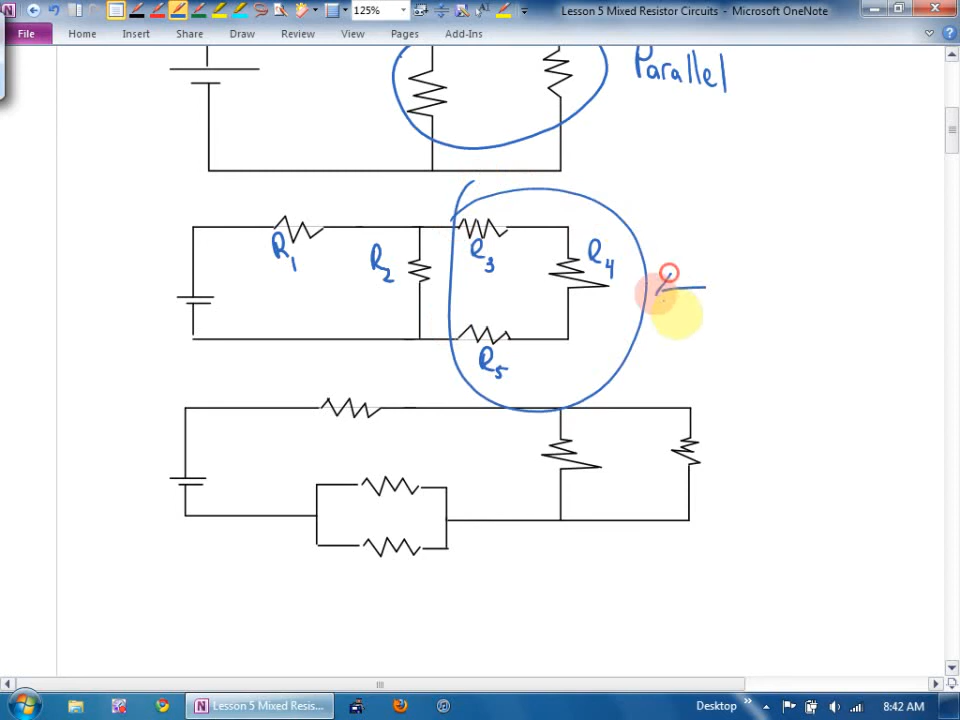 125%
Lesson 5 Mixed Resistor Circuits - Microsoft OneNote
File Home Insert Share Draw Review View Pages Add-Ins
Parallel
R1
R2
R3
R4
R5
Lesson 5 Mixed Resis...
Desktop
8:42 AM